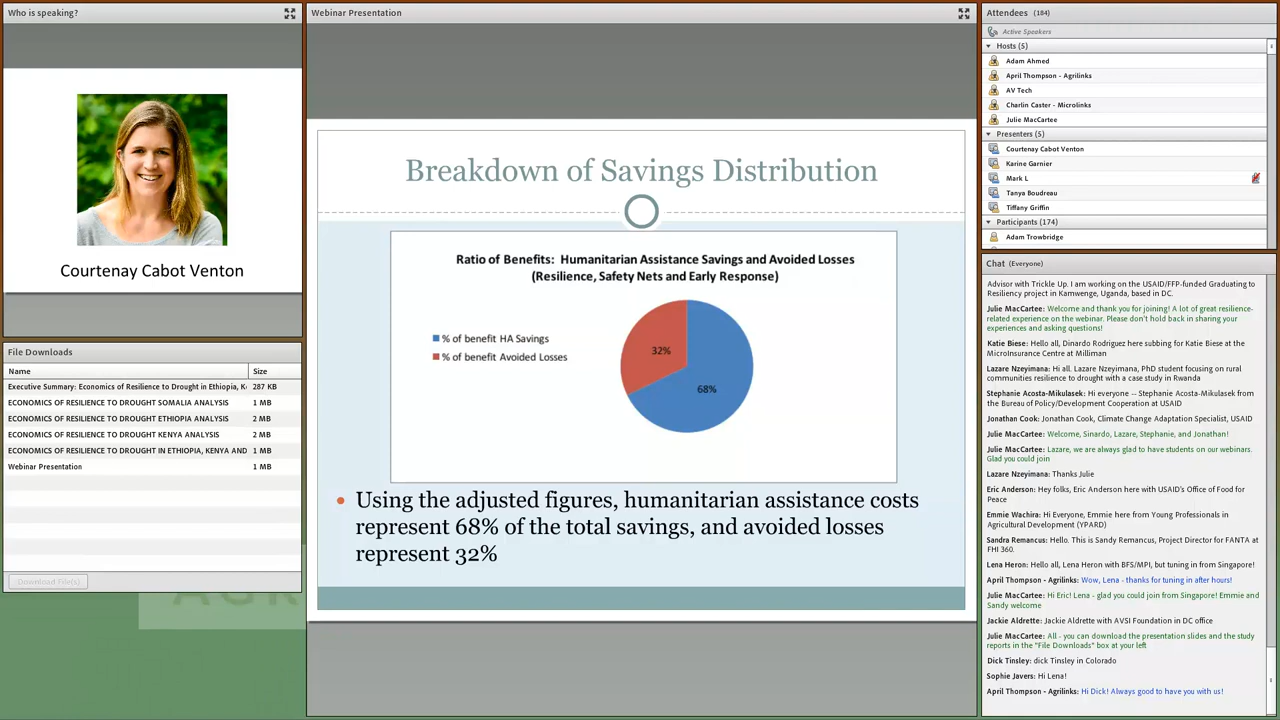 Who is speaking?
Courtenay Cabot Venton
File Downloads
Name Size
Executive Summary: Economics of Resilience to Drought in Ethiopia, 287 KB
ECONOMICS OF RESILIENCE TO DROUGHT SOMALIA ANALYSIS 1 MB
ECONOMICS OF RESILIENCE TO DROUGHT ETHIOPIA ANALYSIS 2 MB
ECONOMICS OF RESILIENCE TO DROUGHT KENYA ANALYSIS 2 MB
ECONOMICS OF RESILIENCE TO DROUGHT IN ETHIOPIA, KENYA AND 1 MB
Webinar Presentation 1 MB
Download File(s)
Webinar Presentation
Breakdown of Savings Distribution
Ratio of Benefits: Humanitarian Assistance Savings and Avoided Losses
(Resilience, Safety Nets and Early Response)
% of benefit HA Savings
% of benefit Avoided Losses
32%
68%
Using the adjusted figures, humanitarian assistance costs
represent 68% of the total savings, and avoided losses
represent 32%
Attendees (184)
Active Speakers
Hosts (5)
Adam Ahmed
April Thompson - Agrilinks
AV Tech
Charlin Caster - Microlinks
Julie MacCartee
Presenters (5)
Courtenay Cabot Venton
Karine Garnier
Mark L
Tanya Boudreau
Tiffany Griffin
Participants (174)
Adam Trowbridge
Chat (Everyone)
Advisor with Trickle Up. I am working on the USAID/FFP-funded Graduating to
Resiliency project in Kamwenge, Uganda, based in DC.
Julie MacCartee: Welcome and thank you for joining! A lot of great resilience-
related experience on the webinar. Please don't hold back in sharing your
experiences and asking questions!
Katie Biese: Hello all, Dinardo Rodriguez here subbing for Katie Biese at the
MicroInsurance Centre at Milliman
Lazare Nzeyimana: Hi all. Lazare Nzeyimana, PhD student focusing on rural
communities resilience to drought with a case study in Rwanda
Stephanie Acosta-Mikulasek: Hi everyone -- Stephanie Acosta-Mikulasek from
the Bureau of Policy/Development Cooperation at USAID
Jonathan Cook: Jonathan Cook, Climate Change Adaptation Specialist, USAID
Julie MacCartee: Welcome, Sinardo, Lazare, Stephanie, and Jonathan!
Julie MacCartee: Lazare, we are always glad to have students on our webinars.
Glad you could join
Lazare Nzeyimana: Thanks Julie
Eric Anderson: Hey folks, Eric Anderson here with USAID's Office of Food for
Peace
Emmie Wachira: Hi Everyone, Emmie here from Young Professionals in
Agricultural Development (YPARD)
Sandra Remancus: Hello. This is Sandy Remancus, Project Director for FANTA at
FHI 360.
Lena Heron: Hello all, Lena Heron with BFS/MPI, but tuning in from Singapore!
April Thompson - Agrilinks: Wow, Lena - thanks for tuning in after hours!
Julie MacCartee: Hi Eric! Lena - glad you could join from Singapore! Emmie and
Sandy welcome
Jackie Aldrette: Jackie Aldrette with AVSI Foundation in DC office
Julie MacCartee: All - you can download the presentation slides and the study
reports in the "File Downloads" box at your left
Dick Tinsley: dick Tinsley in Colorado
Sophie Javers: Hi Lena!
April Thompson - Agrilinks: Hi Dick! Always good to have you with us!